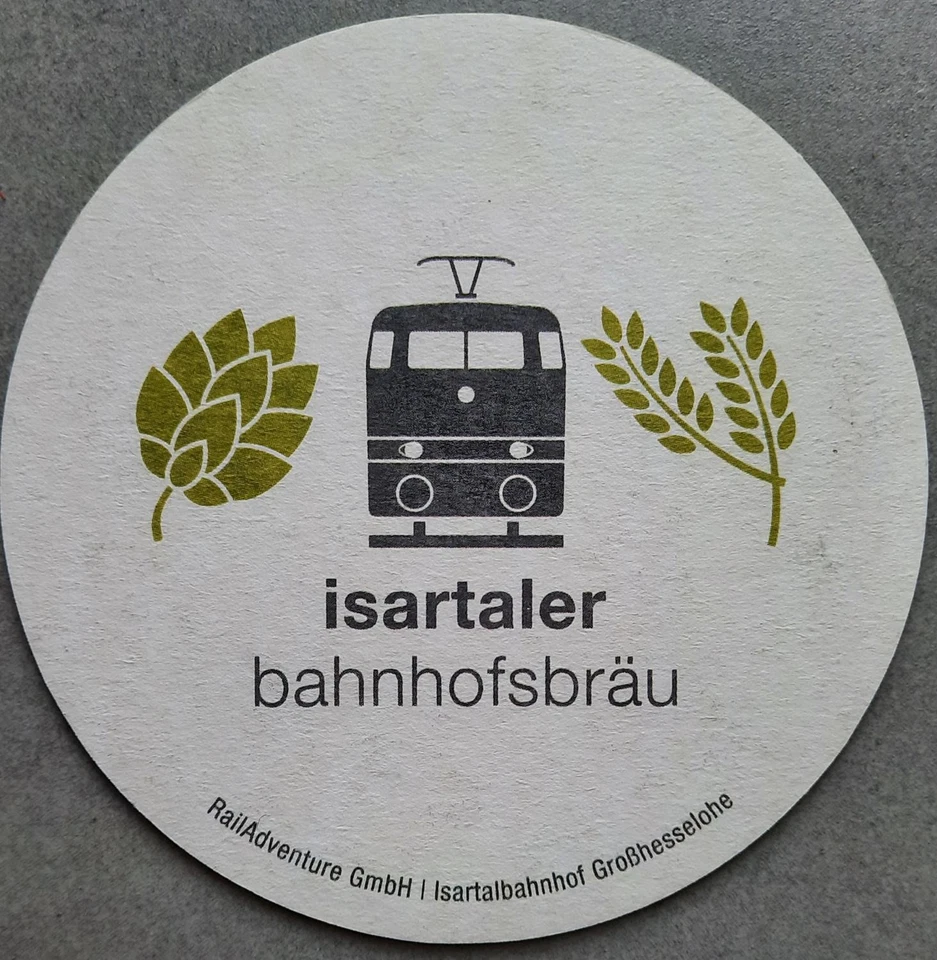 isartaler
bahnhofsbräu
RailAdventure GmbH | Isartalbahnhof Großhesselohe